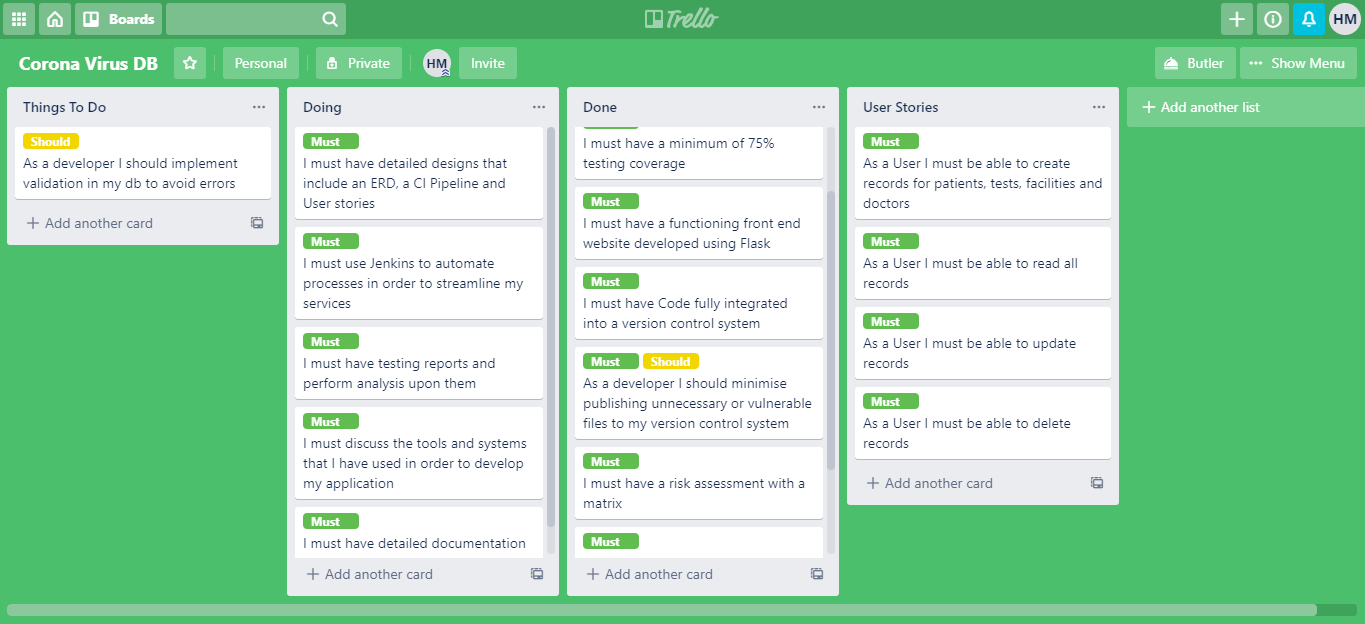 Boards
Trello
HM
Corona Virus DB
Personal
Private
HM
Invite
Butler
Show Menu
Things To Do
Should
As a developer I should implement
validation in my db to avoid errors
Add another card
Doing
Must
I must have detailed designs that
include an ERD, a CI Pipeline and
User stories
Must
I must use Jenkins to automate
processes in order to streamline my
services
Must
I must have testing reports and
perform analysis upon them
Must
I must discuss the tools and systems
that I have used in order to develop
my application
Must
I must have detailed documentation
Add another card
Done
I must have a minimum of 75%
testing coverage
Must
I must have a functioning front end
website developed using Flask
Must
I must have Code fully integrated
into a version control system
Must Should
As a developer I should minimise
publishing unnecessary or vulnerable
files to my version control system
Must
I must have a risk assessment with a
matrix
Must
Add another card
User Stories
Must
As a User I must be able to create
records for patients, tests, facilities and
doctors
Must
As a User I must be able to read all
records
Must
As a User I must be able to update
records
Must
As a User I must be able to delete
records
Add another card
Add another list